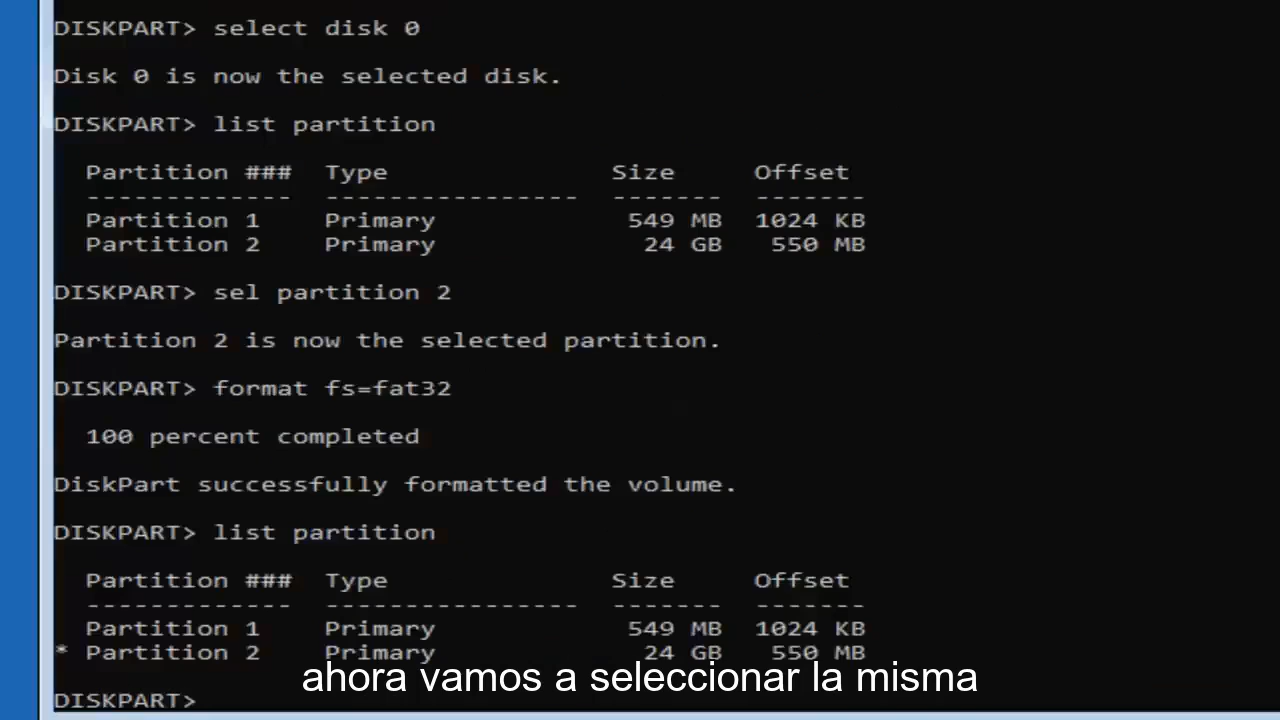 DISKPART> select disk 0
Disk 0 is now the selected disk.
DISKPART> list partition
Partition ### Type Size Offset
------------- ---------------- ------- -------
Partition 1 Primary 549 MB 1024 KB
Partition 2 Primary 24 GB 550 MB
DISKPART> sel partition 2
Partition 2 is now the selected partition.
DISKPART> format fs=fat32
100 percent completed
DiskPart successfully formatted the volume.
DISKPART> list partition
Partition ### Type Size Offset
------------- ---------------- ------- -------
Partition 1 Primary 549 MB 1024 KB
* Partition 2 Primary 24 GB 550 MB
ahora vamos a seleccionar la misma
DISKPART>